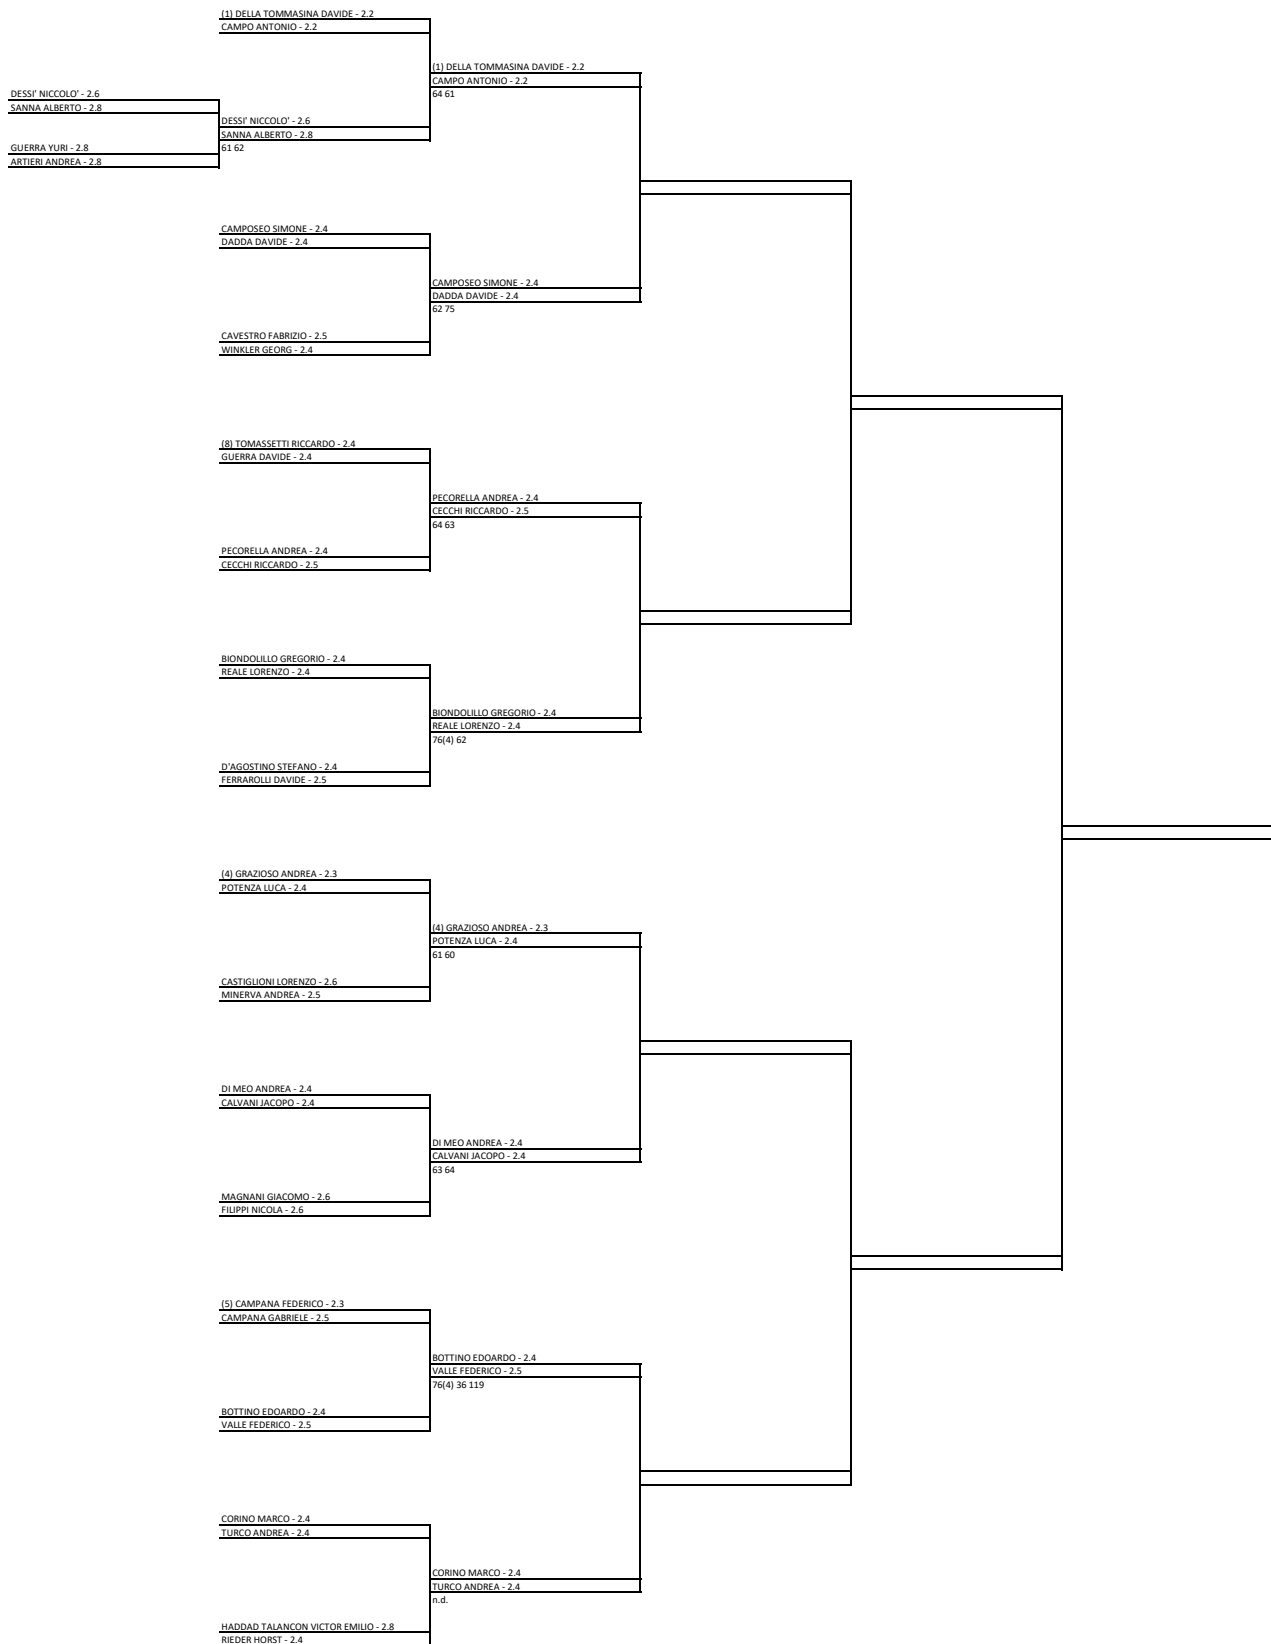 (1) DELLA TOMMASINA DAVIDE - 2.2
CAMPO ANTONIO - 2.2
(1) DELLA TOMMASINA DAVIDE - 2.2
CAMPO ANTONIO - 2.2
64 61
DESSI' NICCOLO' - 2.6
SANNA ALBERTO - 2.8
DESSI' NICCOLO' - 2.6
SANNA ALBERTO - 2.8
61 62
GUERRA YURI - 2.8
ARTIERI ANDREA - 2.8
CAMPOSEO SIMONE - 2.4
DADDA DAVIDE - 2.4
CAMPOSEO SIMONE - 2.4
DADDA DAVIDE - 2.4
62 75
CAVESTRO FABRIZIO - 2.5
WINKLER GEORG - 2.4
(8) TOMASSETTI RICCARDO - 2.4
GUERRA DAVIDE - 2.4
PECORELLA ANDREA - 2.4
CECCHI RICCARDO - 2.5
64 63
PECORELLA ANDREA - 2.4
CECCHI RICCARDO - 2.5
BIONDOLILLO GREGORIO - 2.4
REALE LORENZO - 2.4
BIONDOLILLO GREGORIO - 2.4
REALE LORENZO - 2.4
76(4) 62
D'AGOSTINO STEFANO - 2.4
FERRAROLLI DAVIDE - 2.5
(4) GRAZIOSO ANDREA - 2.3
POTENZA LUCA - 2.4
(4) GRAZIOSO ANDREA - 2.3
POTENZA LUCA - 2.4
61 60
CASTIGLIONI LORENZO - 2.6
MINERVA ANDREA - 2.5
DI MEO ANDREA - 2.4
CALVANI JACOPO - 2.4
DI MEO ANDREA - 2.4
CALVANI JACOPO - 2.4
63 64
MAGNANI GIACOMO - 2.6
FILIPPI NICOLA - 2.6
(5) CAMPANA FEDERICO - 2.3
CAMPANA GABRIELE - 2.5
BOTTINO EDOARDO - 2.4
VALLE FEDERICO - 2.5
76(4) 36 119
BOTTINO EDOARDO - 2.4
VALLE FEDERICO - 2.5
CORINO MARCO - 2.4
TURCO ANDREA - 2.4
CORINO MARCO - 2.4
TURCO ANDREA - 2.4
n.d.
HADDAD TALANCON VICTOR EMILIO - 2.8
RIEDER HORST - 2.4